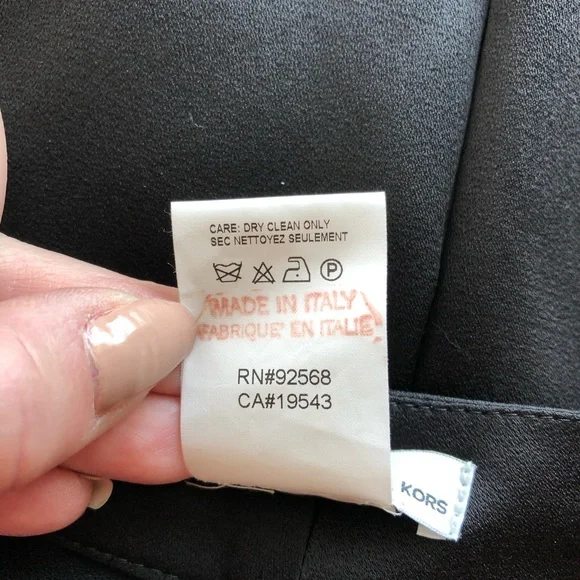 CARE: DRY CLEAN ONLY
SEC NETTOYEZ SEULEMENT
P
MADE IN ITALY
FABRIQUE' EN ITALIE
RN#92568
CA#19543
KORS